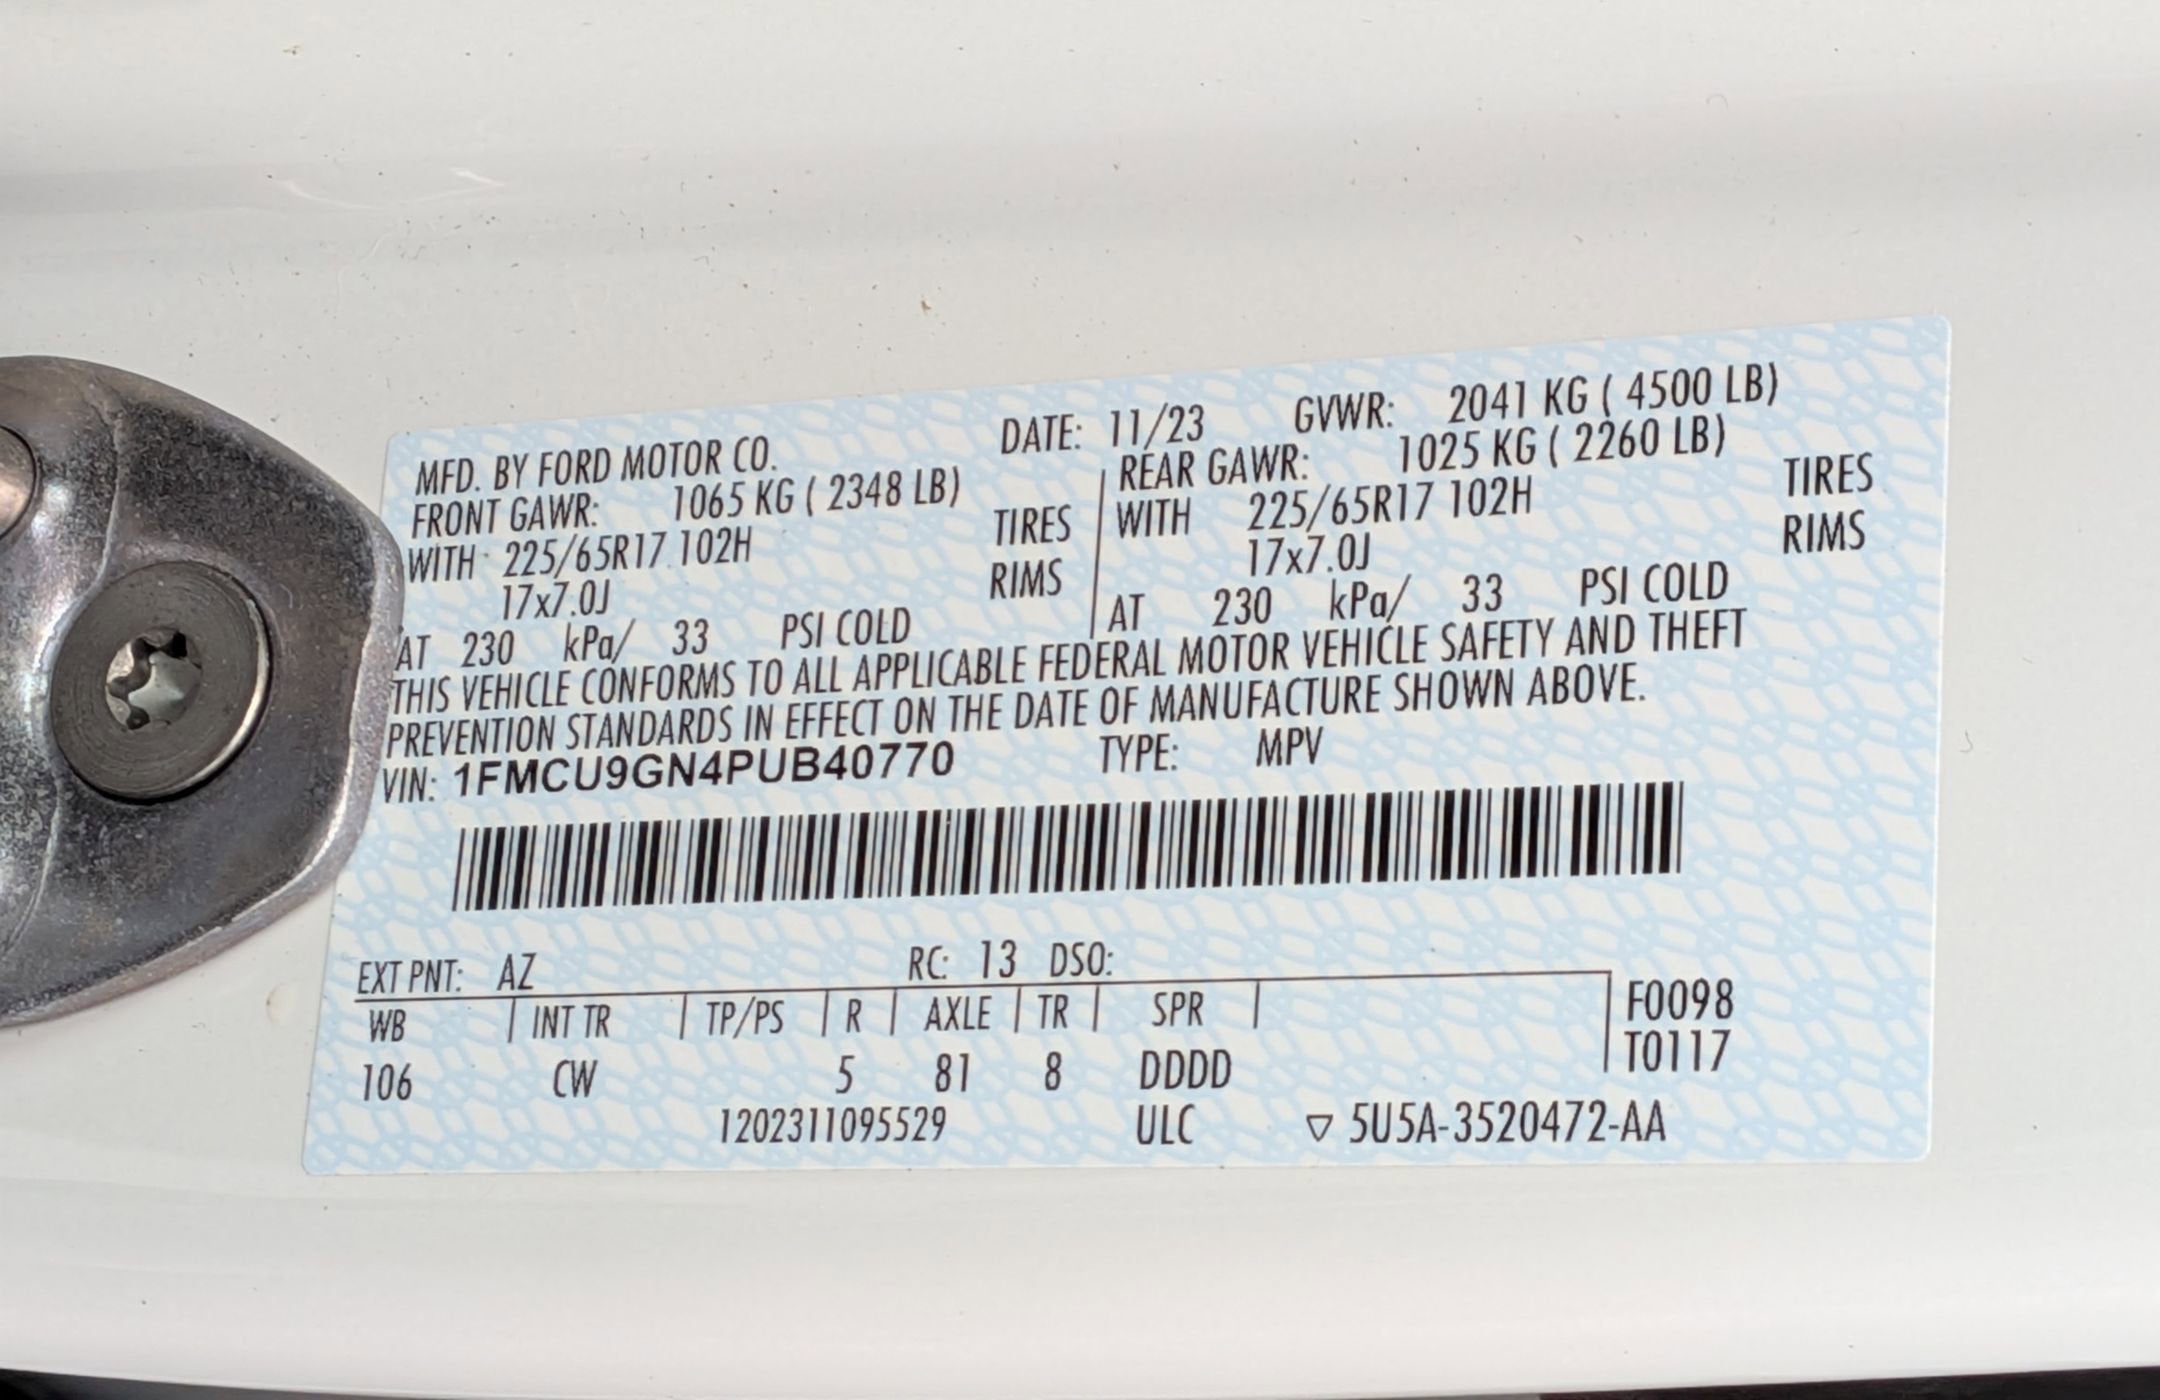 MFD. BY FORD MOTOR CO. DATE: 11/23 GVWR: 2041 KG ( 4500 LB)
FRONT GAWR: 1065 KG ( 2348 LB) REAR GAWR: 1025 KG ( 2260 LB)
WITH 225/65R17 102H TIRES WITH 225/65R17 102H TIRES
17x7.0J RIMS 17x7.0J RIMS
AT 230 kPa/ 33 PSI COLD AT 230 kPa/ 33 PSI COLD
THIS VEHICLE CONFORMS TO ALL APPLICABLE FEDERAL MOTOR VEHICLE SAFETY AND THEFT
PREVENTION STANDARDS IN EFFECT ON THE DATE OF MANUFACTURE SHOWN ABOVE.
VIN: 1FMCU9GN4PUB40770 TYPE: MPV
EXT PNT: AZ RC: 13 DSO:
WB INT TR TP/PS R AXLE TR SPR F0098
T0117
106 CW 5 81 8 DDDD
1202311095529 ULC ▽ 5U5A-3520472-AA